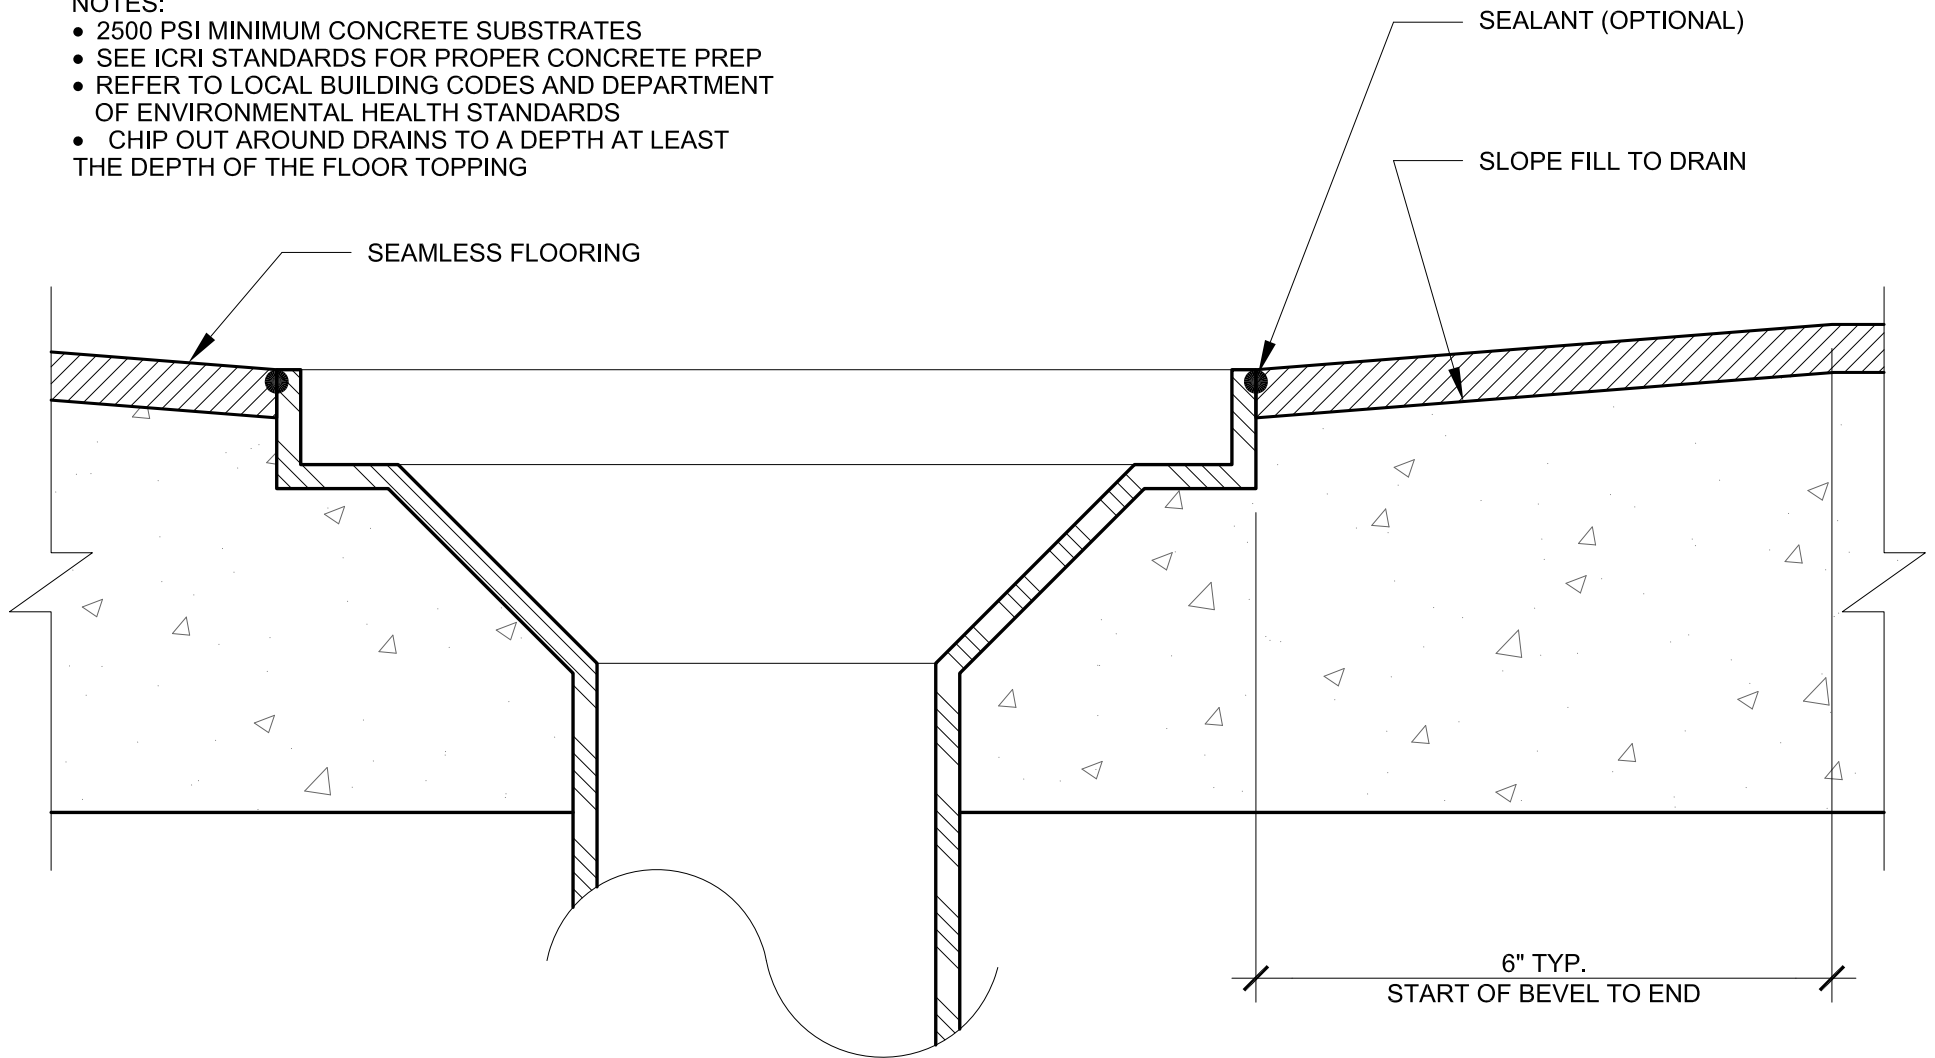 NOTES:
• 2500 PSI MINIMUM CONCRETE SUBSTRATES
• SEE ICRI STANDARDS FOR PROPER CONCRETE PREP
• REFER TO LOCAL BUILDING CODES AND DEPARTMENT
OF ENVIRONMENTAL HEALTH STANDARDS
• CHIP OUT AROUND DRAINS TO A DEPTH AT LEAST
THE DEPTH OF THE FLOOR TOPPING
SEALANT (OPTIONAL)
SLOPE FILL TO DRAIN
SEAMLESS FLOORING
6" TYP.
START OF BEVEL TO END